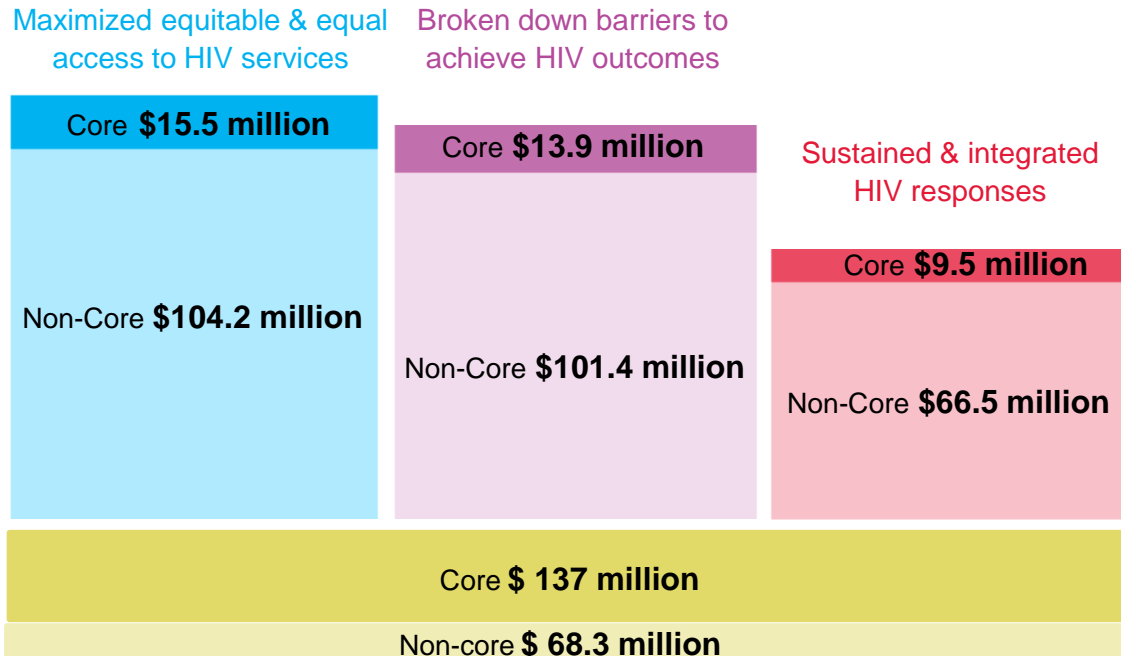 Maximized equitable & equal
access to HIV services
Core $15.5 million
Non-Core $104.2 million
Broken down barriers to
achieve HIV outcomes
Core $13.9 million
Non-Core $101.4 million
Sustained & integrated
HIV responses
Core $9.5 million
Non-Core $66.5 million
Core $ 137 million
Non-core $ 68.3 million